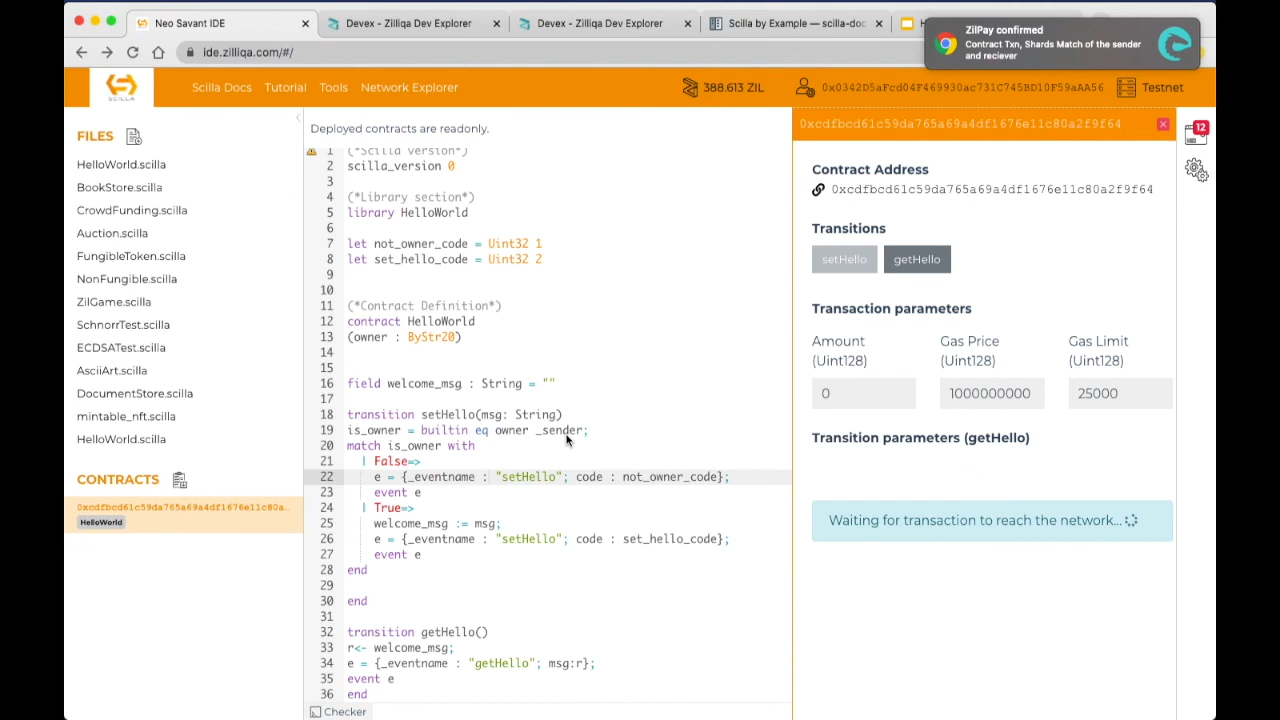 Neo Savant IDE
Devex - Zilliqa Dev Explorer
Devex - Zilliqa Dev Explorer
Scilla by Example — scilla-doc
ZilPay confirmed
Contract Txn, Shards Match of the sender
and reciever
ide.zilliqa.com/#/
SCILLA
Scilla Docs
Tutorial
Tools
Network Explorer
388.613 ZIL
0x0342D5aFcd04F469930ac731C745BD10F59aAA56
Testnet
FILES
HelloWorld.scilla
BookStore.scilla
CrowdFunding.scilla
Auction.scilla
FungibleToken.scilla
NonFungible.scilla
ZilGame.scilla
SchnorrTest.scilla
ECDSATest.scilla
AsciiArt.scilla
DocumentStore.scilla
mintable_nft.scilla
HelloWorld.scilla
CONTRACTS
0xcdfbcd61c59da765a69a4df1676e11c80a...
HelloWorld
Deployed contracts are readonly.
1 (*Scilla version*)
2 scilla_version 0
3
4 (*Library section*)
5 library HelloWorld
6
7 let not_owner_code = Uint32 1
8 let set_hello_code = Uint32 2
9
10
11 (*Contract Definition*)
12 contract HelloWorld
13 (owner : ByStr20)
14
15
16 field welcome_msg : String = ""
17
18 transition setHello(msg: String)
19 is_owner = builtin eq owner _sender;
20 match is_owner with
21 | False=>
22 e = {_eventname : "setHello"; code : not_owner_code};
23 event e
24 | True=>
25 welcome_msg := msg;
26 e = {_eventname : "setHello"; code : set_hello_code};
27 event e
28 end
29
30 end
31
32 transition getHello()
33 r<- welcome_msg;
34 e = {_eventname : "getHello"; msg:r};
35 event e
36 end
Checker
0xcdfbcd61c59da765a69a4df1676e11c80a2f9f64
12
Contract Address
0xcdfbcd61c59da765a69a4df1676e11c80a2f9f64
Transitions
setHello
getHello
Transaction parameters
Amount
(Uint128)
Gas Price
(Uint128)
Gas Limit
(Uint128)
0
1000000000
25000
Transition parameters (getHello)
Waiting for transaction to reach the network...